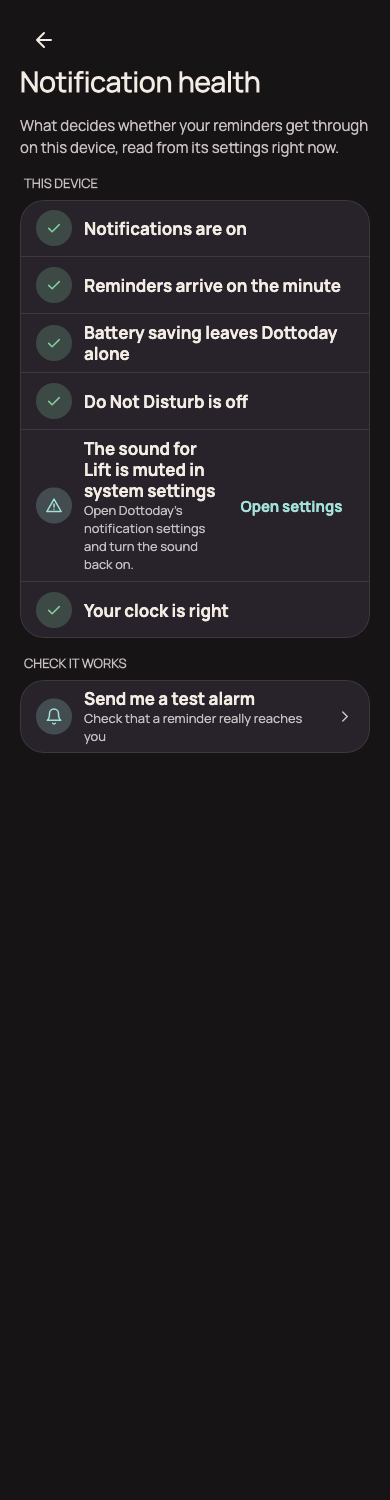 Notification health
What decides whether your reminders get through
on this device, read from its settings right now.
THIS DEVICE
Notifications are on
Reminders arrive on the minute
Battery saving leaves Dottoday
alone
Do Not Disturb is off
The sound for
Lift is muted in
system settings
Open Dottoday's
notification settings
and turn the sound
back on.
Open settings
Your clock is right
CHECK IT WORKS
Send me a test alarm
Check that a reminder really reaches
you